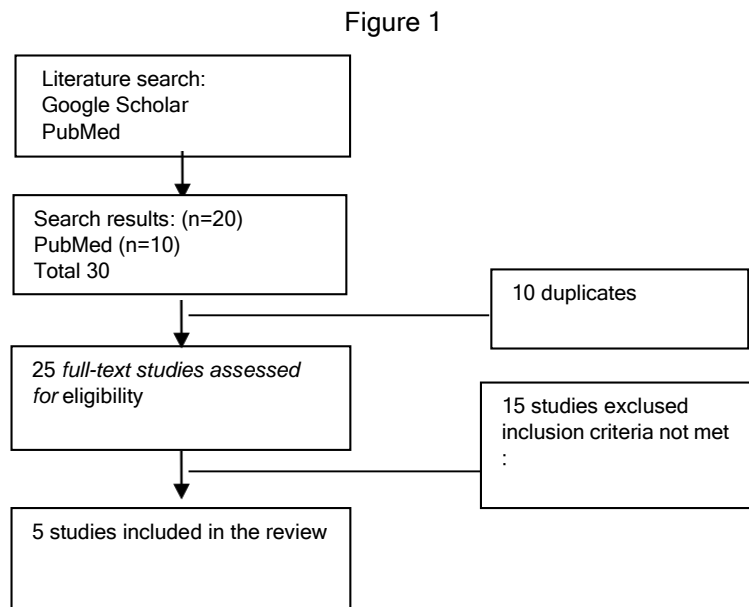 Figure 1
Literature search:
Google Scholar
PubMed
Search results: (n=20)
PubMed (n=10)
Total 30
10 duplicates
25 full-text studies assessed
for eligibility
15 studies exclused
inclusion criteria not met
:
5 studies included in the review